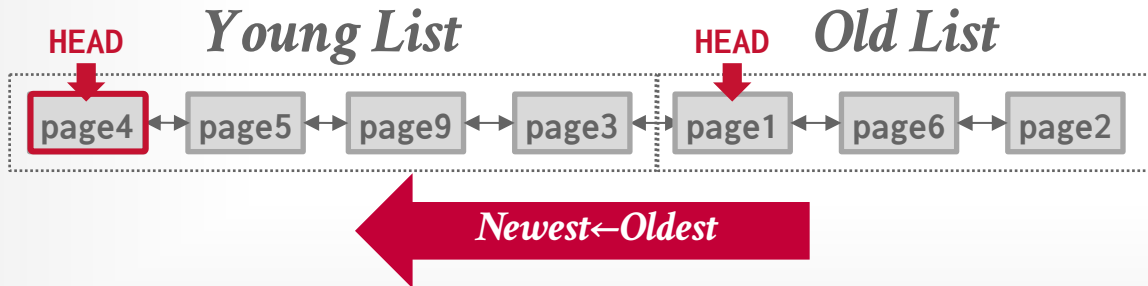 Young List
Old List
HEAD
HEAD
page4
page5
page9
page3
page1
page6
page2
Newest←Oldest